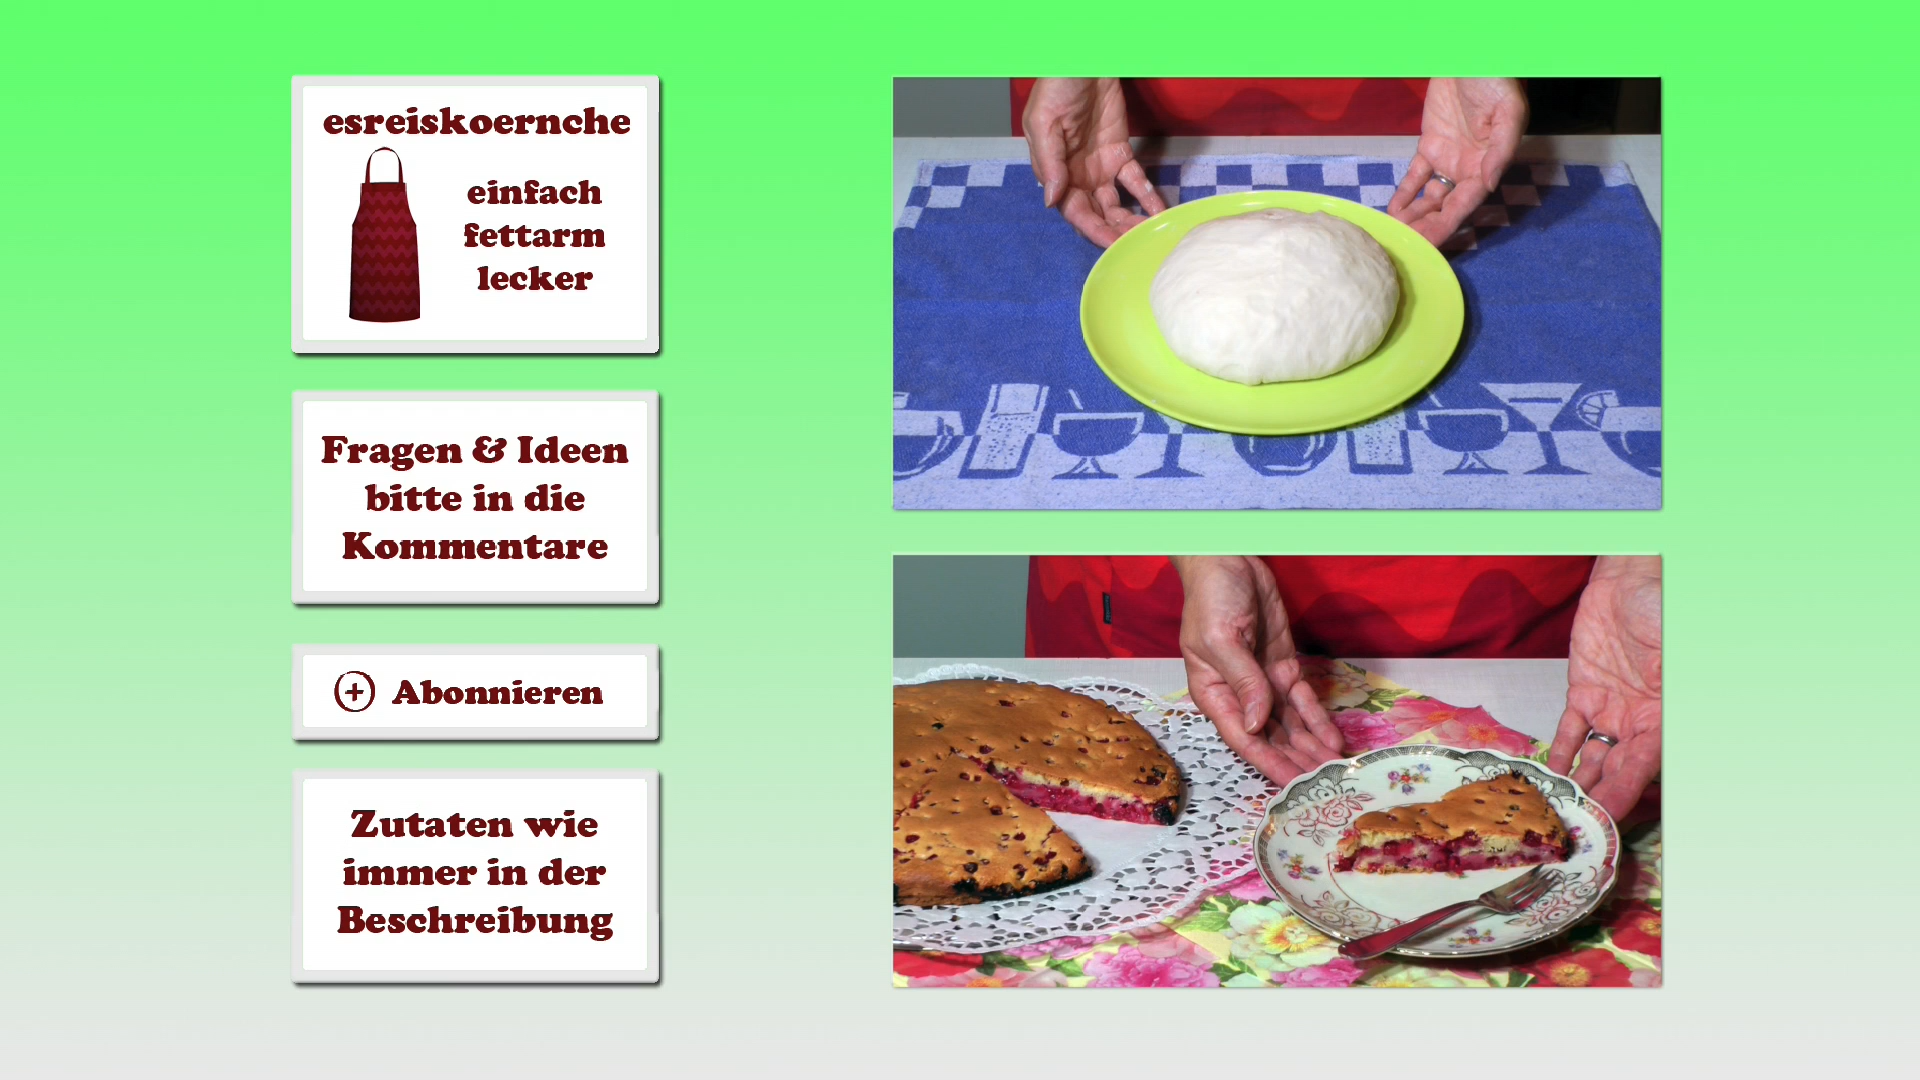 esreiskoernche
einfach
fettarm
lecker
Fragen & Ideen
bitte in die
Kommentare
Abonnieren
Zutaten wie
immer in der
Beschreibung